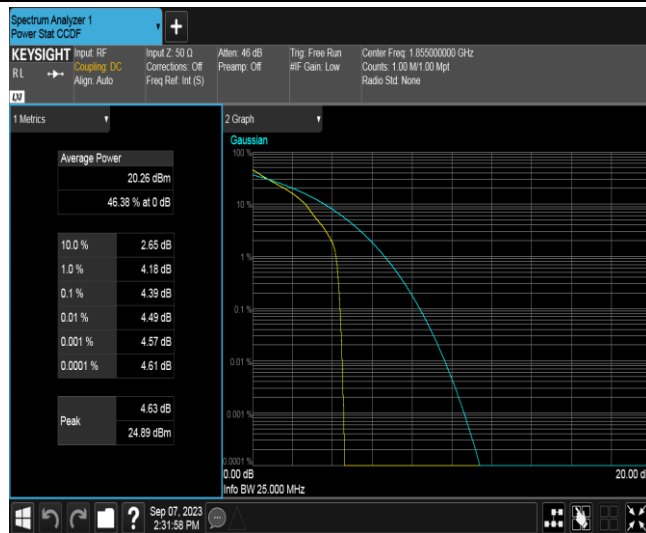 Spectrum Analyzer 1
Power Stat CCDF
+
KEYSIGHT
RL
Input: RF
Coupling: DC
Align: Auto
Input Z: 50 Ω
Corrections: Off
Freq Ref: Int (S)
Atten: 46 dB
Preamp: Off
Trig: Free Run
#IF Gain: Low
Center Freq: 1.855000000 GHz
Counts: 1.00 M/1.00 Mpt
Radio Std: None
LXI
1 Metrics
Average Power
20.26 dBm
46.38 % at 0 dB
10.0 % 2.65 dB
1.0 % 4.18 dB
0.1 % 4.39 dB
0.01 % 4.49 dB
0.001 % 4.57 dB
0.0001 % 4.61 dB
Peak
4.63 dB
24.89 dBm
2 Graph
Gaussian
100 %
10 %
1 %
0.1 %
0.01 %
0.001 %
0.0001 %
0.00 dB
20.00 d
Info BW 25.000 MHz
?
Sep 07, 2023
2:31:58 PM